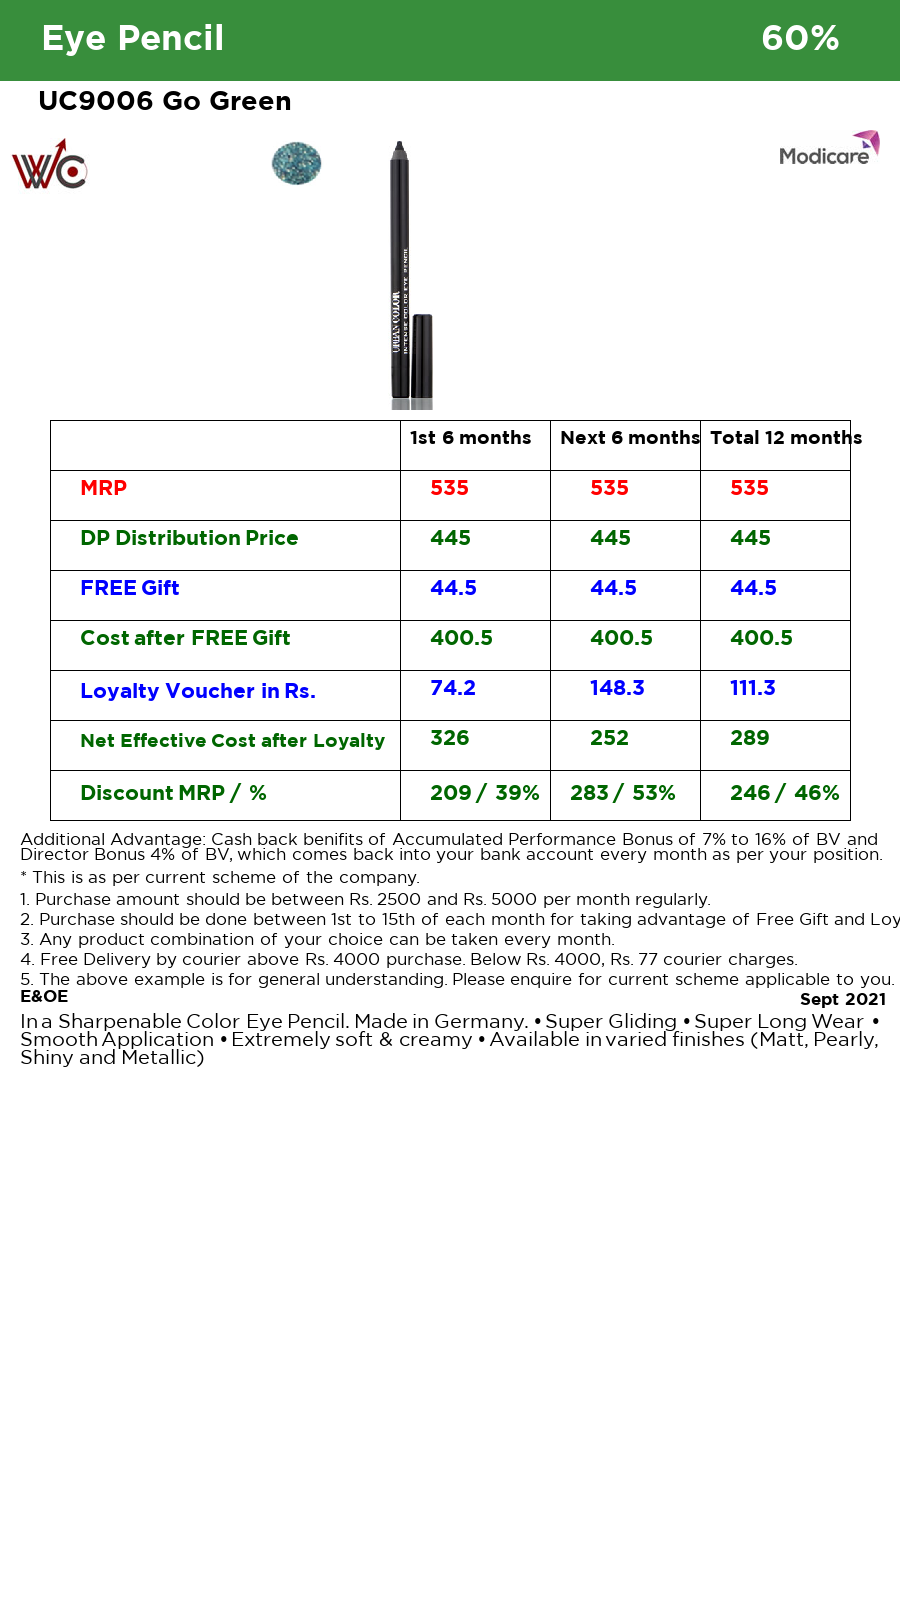 Eye Pencil 60%
UC9006 Go Green
WC
Modicare
URBAN COLOR
INTENSE COLOR EYE PENCIL
1st 6 months Next 6 months Total 12 months
MRP 535 535 535
DP Distribution Price 445 445 445
FREE Gift 44.5 44.5 44.5
Cost after FREE Gift 400.5 400.5 400.5
Loyalty Voucher in Rs. 74.2 148.3 111.3
Net Effective Cost after Loyalty 326 252 289
Discount MRP / % 209 / 39% 283 / 53% 246 / 46%
Additional Advantage: Cash back benifits of Accumulated Performance Bonus of 7% to 16% of BV and
Director Bonus 4% of BV, which comes back into your bank account every month as per your position.
* This is as per current scheme of the company.
1. Purchase amount should be between Rs. 2500 and Rs. 5000 per month regularly.
2. Purchase should be done between 1st to 15th of each month for taking advantage of Free Gift and Loy
3. Any product combination of your choice can be taken every month.
4. Free Delivery by courier above Rs. 4000 purchase. Below Rs. 4000, Rs. 77 courier charges.
5. The above example is for general understanding. Please enquire for current scheme applicable to you.
E&OE Sept 2021
In a Sharpenable Color Eye Pencil. Made in Germany. • Super Gliding • Super Long Wear •
Smooth Application • Extremely soft & creamy • Available in varied finishes (Matt, Pearly,
Shiny and Metallic)